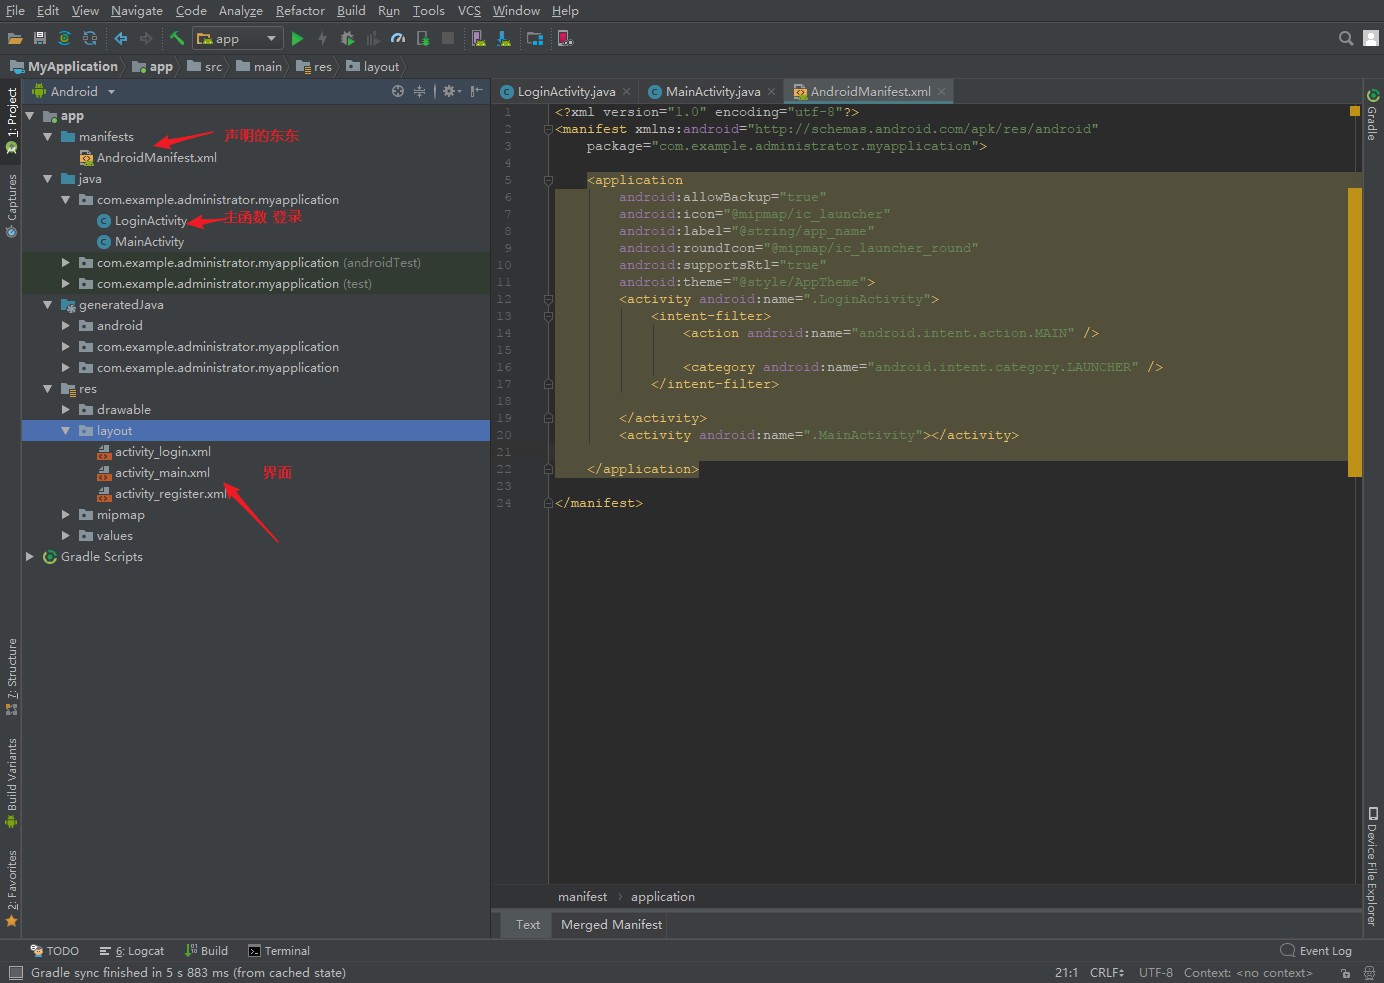 File Edit View Navigate Code Analyze Refactor Build Run Tools VCS Window Help
app
MyApplication app src main res layout
1: Project
Captures
7: Structure
Build Variants
2: Favorites
Android
app
manifests
声明的东东
AndroidManifest.xml
java
com.example.administrator.myapplication
LoginActivity
主函数 登录
MainActivity
com.example.administrator.myapplication (androidTest)
com.example.administrator.myapplication (test)
generatedJava
android
com.example.administrator.myapplication
com.example.administrator.myapplication
res
drawable
layout
activity_login.xml
activity_main.xml
界面
activity_register.xml
mipmap
values
Gradle Scripts
LoginActivity.java MainActivity.java AndroidManifest.xml
1 <?xml version="1.0" encoding="utf-8"?>
2 <manifest xmlns:android="http://schemas.android.com/apk/res/android"
3 package="com.example.administrator.myapplication">
4
5 <application
6 android:allowBackup="true"
7 android:icon="@mipmap/ic_launcher"
8 android:label="@string/app_name"
9 android:roundIcon="@mipmap/ic_launcher_round"
10 android:supportsRtl="true"
11 android:theme="@style/AppTheme">
12 <activity android:name=".LoginActivity">
13 <intent-filter>
14 <action android:name="android.intent.action.MAIN" />
15
16 <category android:name="android.intent.category.LAUNCHER" />
17 </intent-filter>
18
19 </activity>
20 <activity android:name=".MainActivity"></activity>
21
22 </application>
23
24 </manifest>
manifest application
Text Merged Manifest
Gradle
Device File Explorer
TODO 6: Logcat Build Terminal Event Log
Gradle sync finished in 5 s 883 ms (from cached state) 21:1 CRLF UTF-8 Context: <no context>